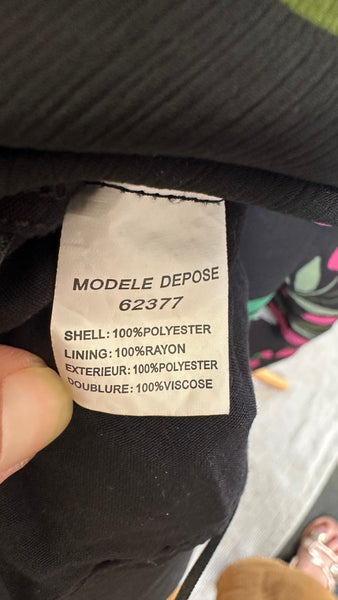 MODELE DEPOSE
62377
SHELL: 100%POLYESTER
LINING: 100%RAYON
EXTERIEUR: 100%POLYESTER
DOUBLURE: 100%VISCOSE